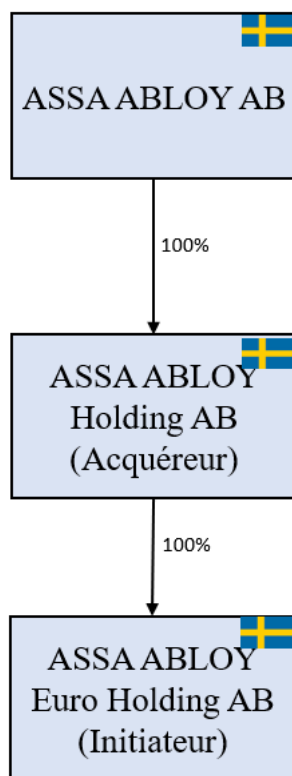 ASSA ABLOY AB
100%
ASSA ABLOY
Holding AB
(Acquéreur)
100%
ASSA ABLOY
Euro Holding AB
(Initiateur)